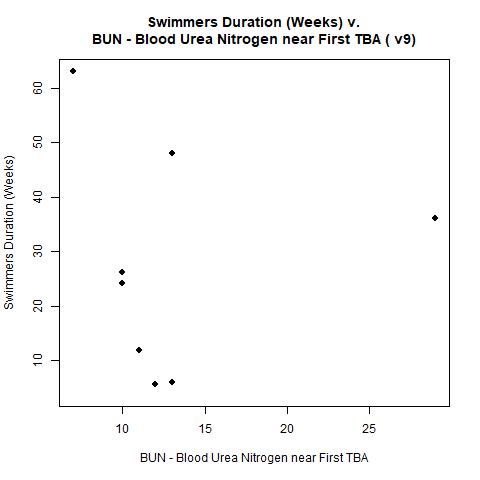 Swimmers Duration (Weeks) v.
BUN - Blood Urea Nitrogen near First TBA ( v9)
Swimmers Duration (Weeks)
60
50
40
30
20
10
10 15 20 25
BUN - Blood Urea Nitrogen near First TBA